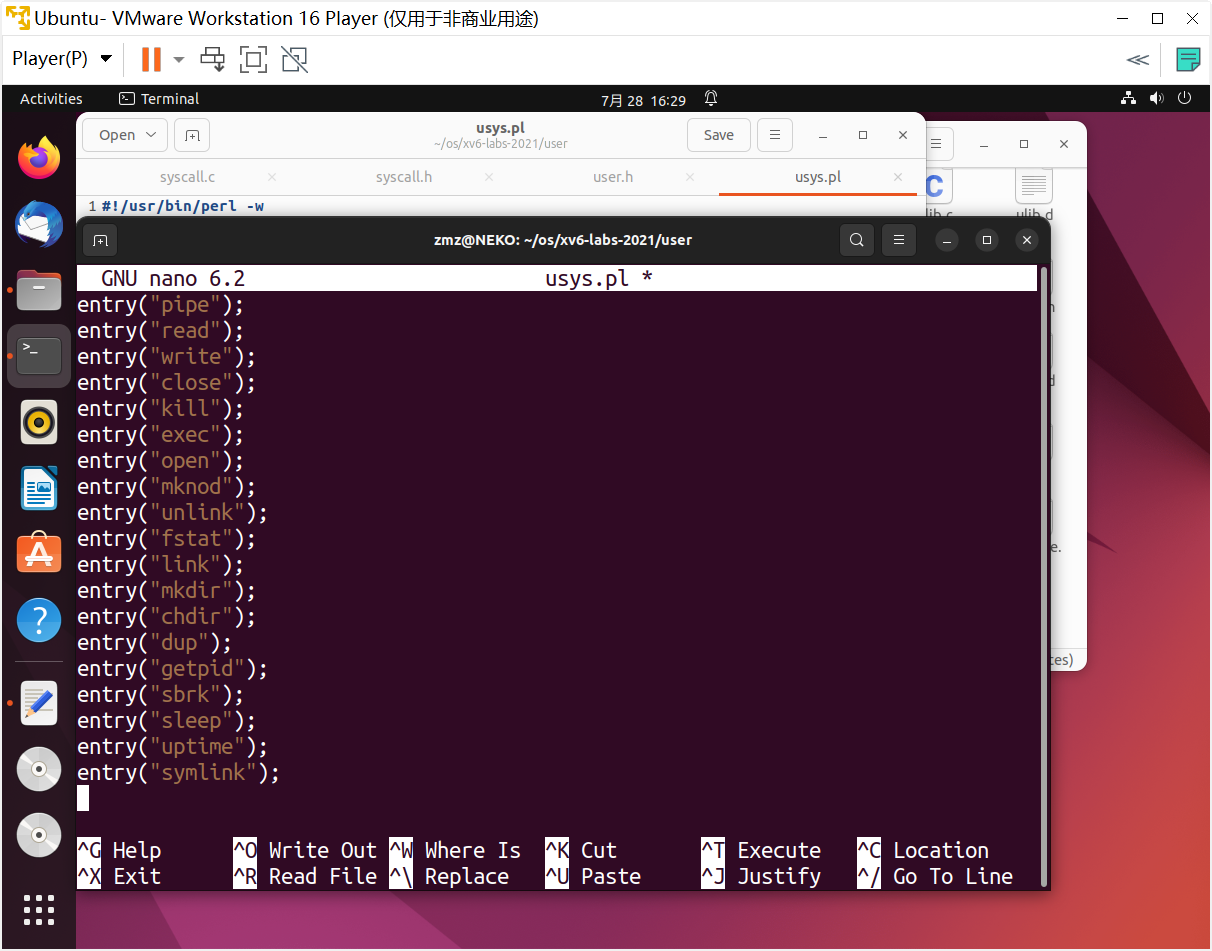 Ubuntu- VMware Workstation 16 Player (仅用于非商业用途)
Player(P)
Activities
Terminal
7月 28 16:29
Open
usys.pl
~/os/xv6-labs-2021/user
Save
syscall.c
syscall.h
user.h
usys.pl
1 #!/usr/bin/perl -w
ulib.d
zmz@NEKO: ~/os/xv6-labs-2021/user
GNU nano 6.2
usys.pl *
entry("pipe");
entry("read");
entry("write");
entry("close");
entry("kill");
entry("exec");
entry("open");
entry("mknod");
entry("unlink");
entry("fstat");
entry("link");
entry("mkdir");
entry("chdir");
entry("dup");
entry("getpid");
entry("sbrk");
entry("sleep");
entry("uptime");
entry("symlink");
^G Help ^O Write Out ^W Where Is ^K Cut ^T Execute ^C Location
^X Exit ^R Read File ^\ Replace ^U Paste ^J Justify ^/ Go To Line